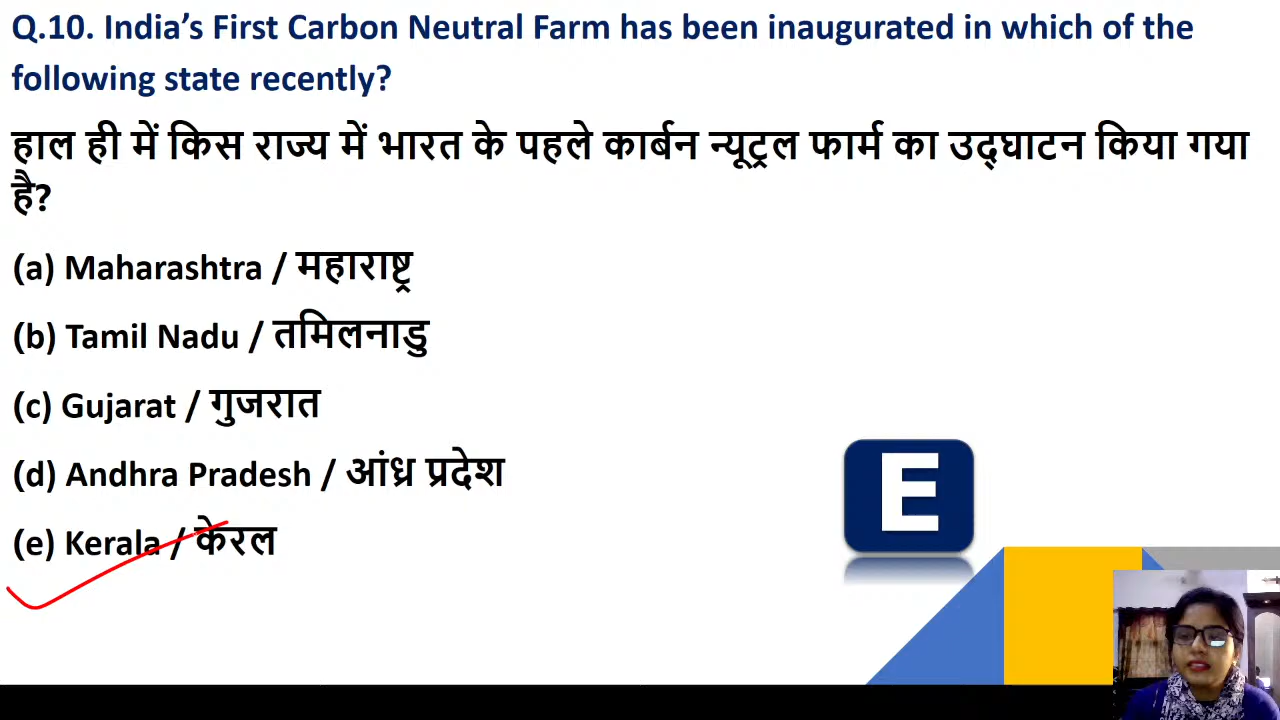 Q.10. India’s First Carbon Neutral Farm has been inaugurated in which of the
following state recently?
हाल ही में किस राज्य में भारत के पहले कार्बन न्यूट्रल फार्म का उद्घाटन किया गया
है?
(a) Maharashtra / महाराष्ट्र
(b) Tamil Nadu / तमिलनाडु
(c) Gujarat / गुजरात
(d) Andhra Pradesh / आंध्र प्रदेश
(e) Kerala / केरल
E